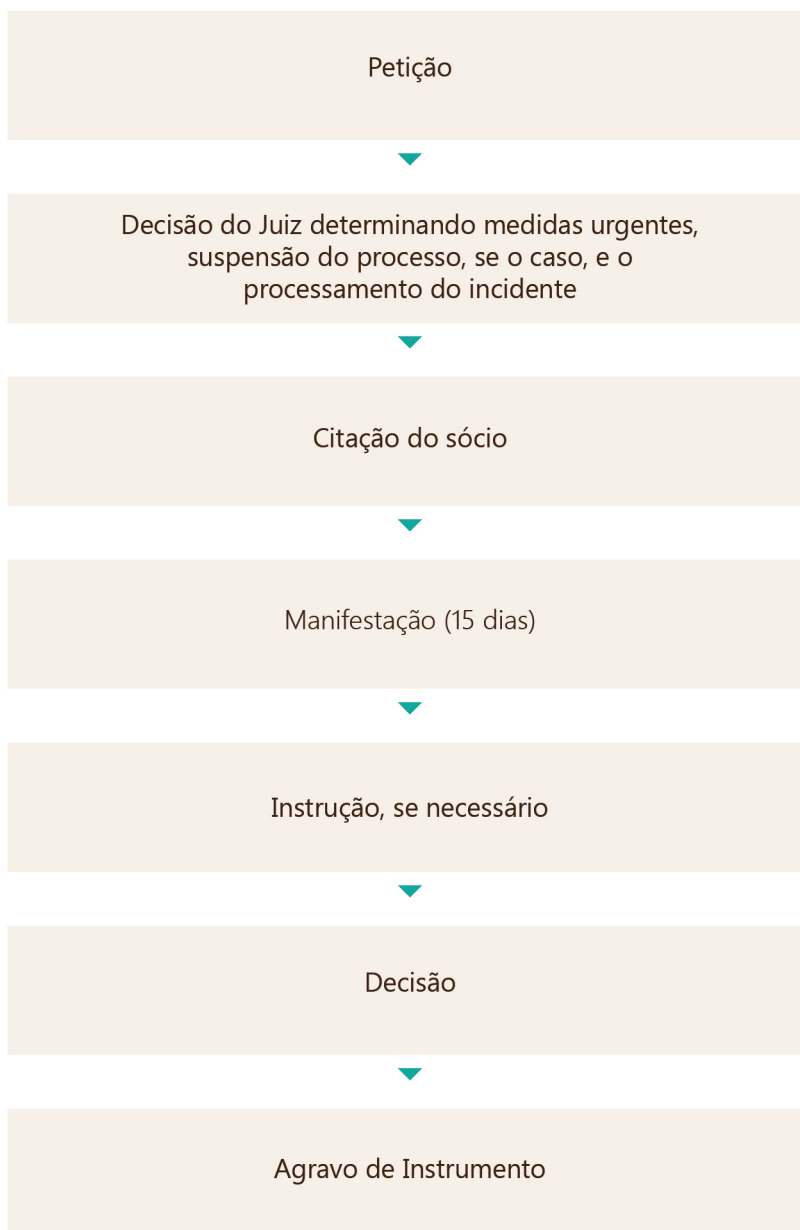 Petição
Decisão do Juiz determinando medidas urgentes,
suspensão do processo, se o caso, e o
processamento do incidente
Citação do sócio
Manifestação (15 dias)
Instrução, se necessário
Decisão
Agravo de Instrumento